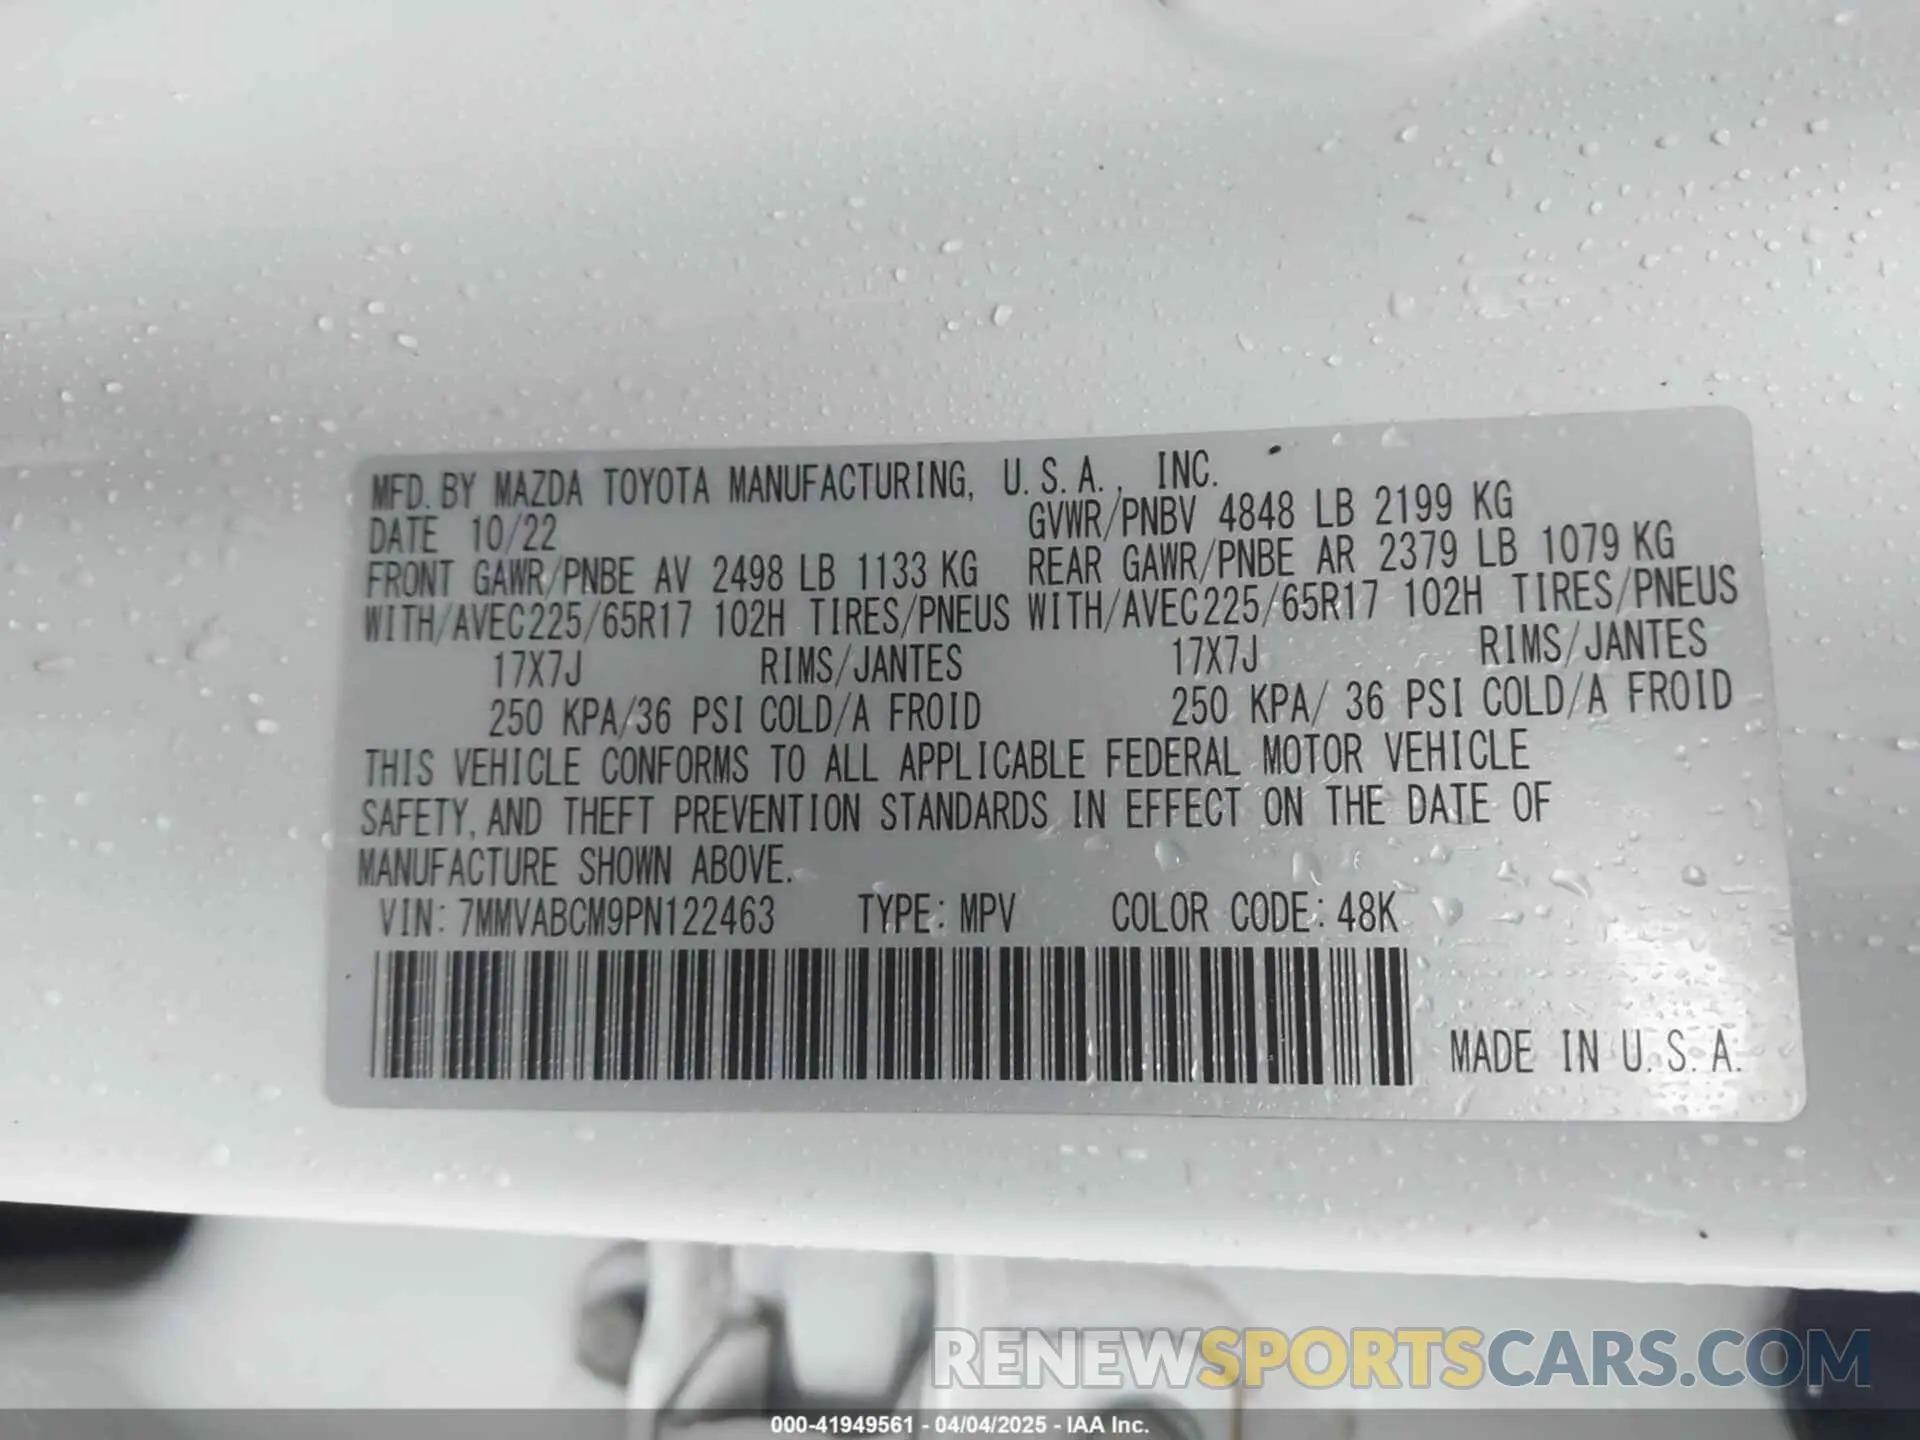 MFD. BY MAZDA TOYOTA MANUFACTURING, U.S.A., INC.
DATE 10/22 GVWR/PNBV 4848 LB 2199 KG
FRONT GAWR/PNBE AV 2498 LB 1133 KG REAR GAWR/PNBE AR 2379 LB 1079 KG
WITH/AVEC225/65R17 102H TIRES/PNEUS WITH/AVEC225/65R17 102H TIRES/PNEUS
17X7J RIMS/JANTES 17X7J RIMS/JANTES
250 KPA/36 PSI COLD/A FROID 250 KPA/ 36 PSI COLD/A FROID
THIS VEHICLE CONFORMS TO ALL APPLICABLE FEDERAL MOTOR VEHICLE
SAFETY, AND THEFT PREVENTION STANDARDS IN EFFECT ON THE DATE OF
MANUFACTURE SHOWN ABOVE.
VIN: 7MMVABCM9PN122463 TYPE: MPV COLOR CODE: 48K
MADE IN U.S.A.
RENEWSPORTSCARS.COM
000-41949561 - 04/04/2025 - IAA Inc.